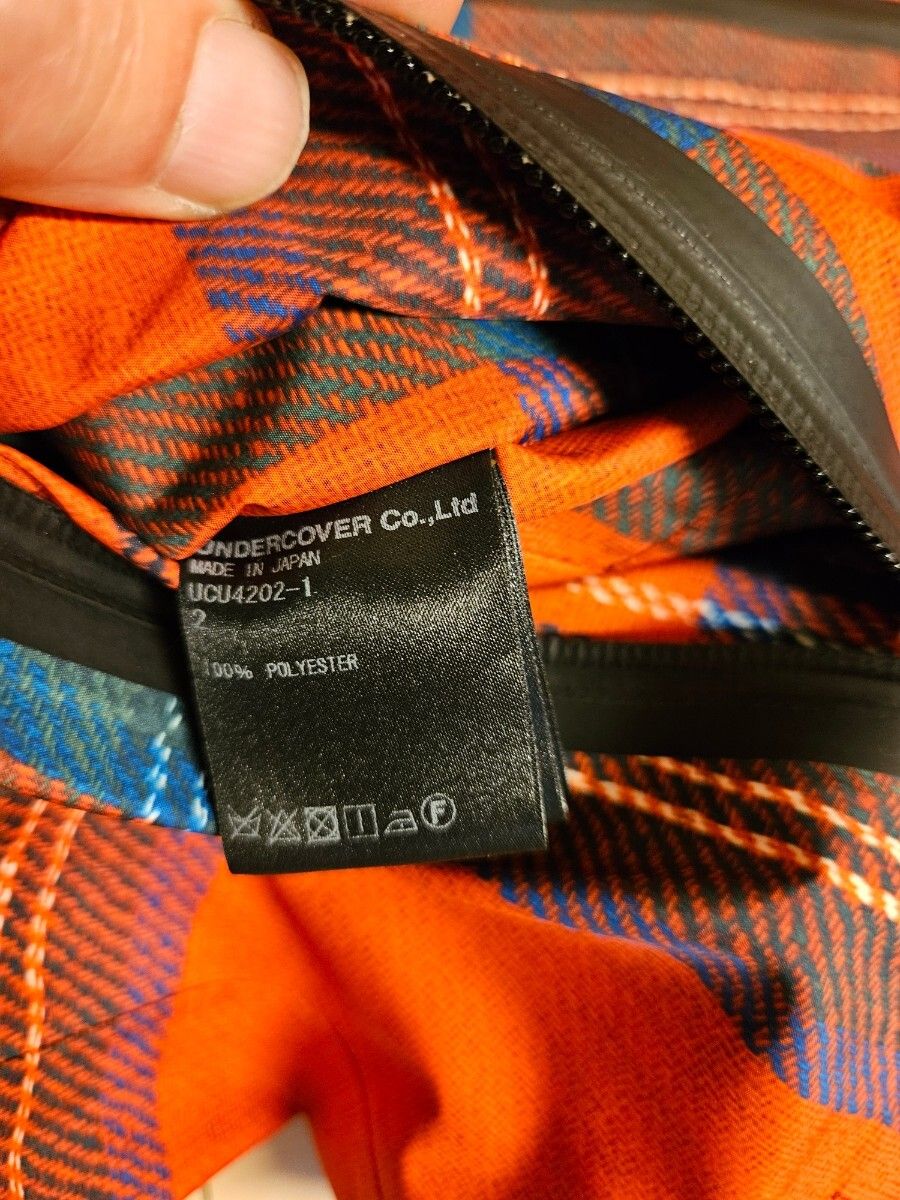 UNDERCOVER Co.,Ltd
MADE IN JAPAN
UCU4202-1
2
100% POLYESTER
F